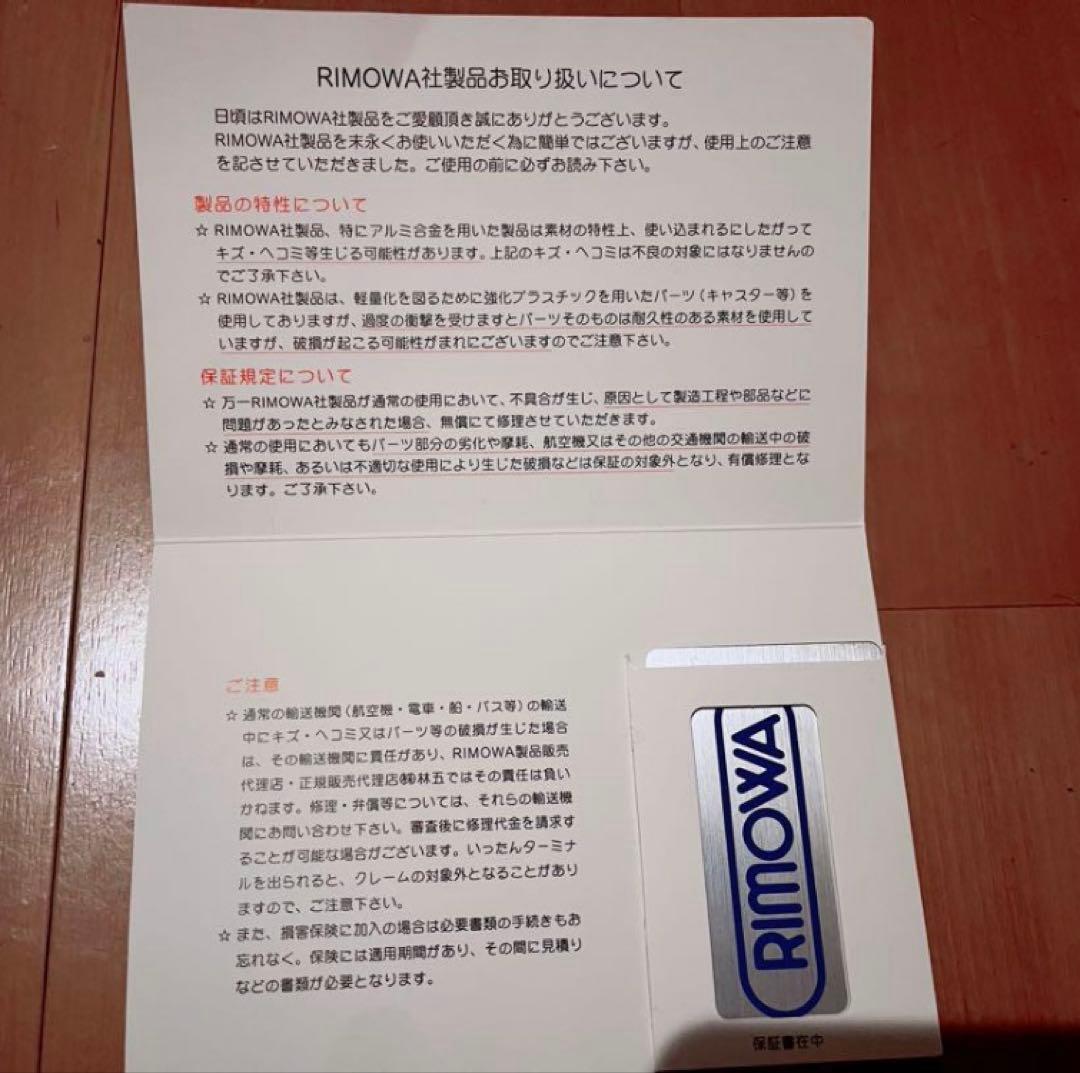 RIMOWA社製品お取り扱いについて
日頃はRIMOWA社製品をご愛顧頂き誠にありがとうございます。
RIMOWA社製品を末永くお使いいただく為に簡単ではございますが、使用上のご注意
を記させていただきました。ご使用の前に必ずお読み下さい。
製品の特性について
☆ RIMOWA社製品、特にアルミ合金を用いた製品は素材の特性上、使い込まれるにしたがって
キズ・ヘコミ等生じる可能性があります。上記のキズ・ヘコミは不良の対象にはなりませんの
でご了承下さい。
☆ RIMOWA社製品は、軽量化を図るために強化プラスチックを用いたパーツ(キャスター等)を
使用しておりますが、過度の衝撃を受けますとパーツそのものは耐久性のある素材を使用して
いますが、破損が起こる可能性がまれにございますのでご注意下さい。
保証規定について
☆ 万一RIMOWA社製品が通常の使用において、不具合が生じ、原因として製造工程や部品などに
問題があったとみなされた場合、無償にて修理させていただきます。
☆ 通常の使用においてもパーツ部分の劣化や摩耗、航空機又はその他の交通機関の輸送中の破
損や摩耗、あるいは不適切な使用により生じた破損などは保証の対象外となり、有償修理とな
ります。ご了承下さい。
ご注意
☆ 通常の輸送機関(航空機・電車・船・バス等)の輸送
中にキズ・ヘコミ又はパーツ等の破損が生じた場合
は、その輸送機関に責任があり、RIMOWA製品販売
代理店・正規販売代理店㈱林五ではその責任は負い
かねます。修理・弁償等については、それらの輸送機
関にお問い合わせ下さい。審査後に修理代金を請求す
ることが可能な場合がございます。いったんターミナ
ルを出られると、クレームの対象外となることがあり
ますので、ご注意下さい。
☆ また、損害保険に加入の場合は必要書類の手続きもお
忘れなく。保険には適用期間があり、その間に見積り
などの書類が必要となります。
RIMOWA
保証書在中